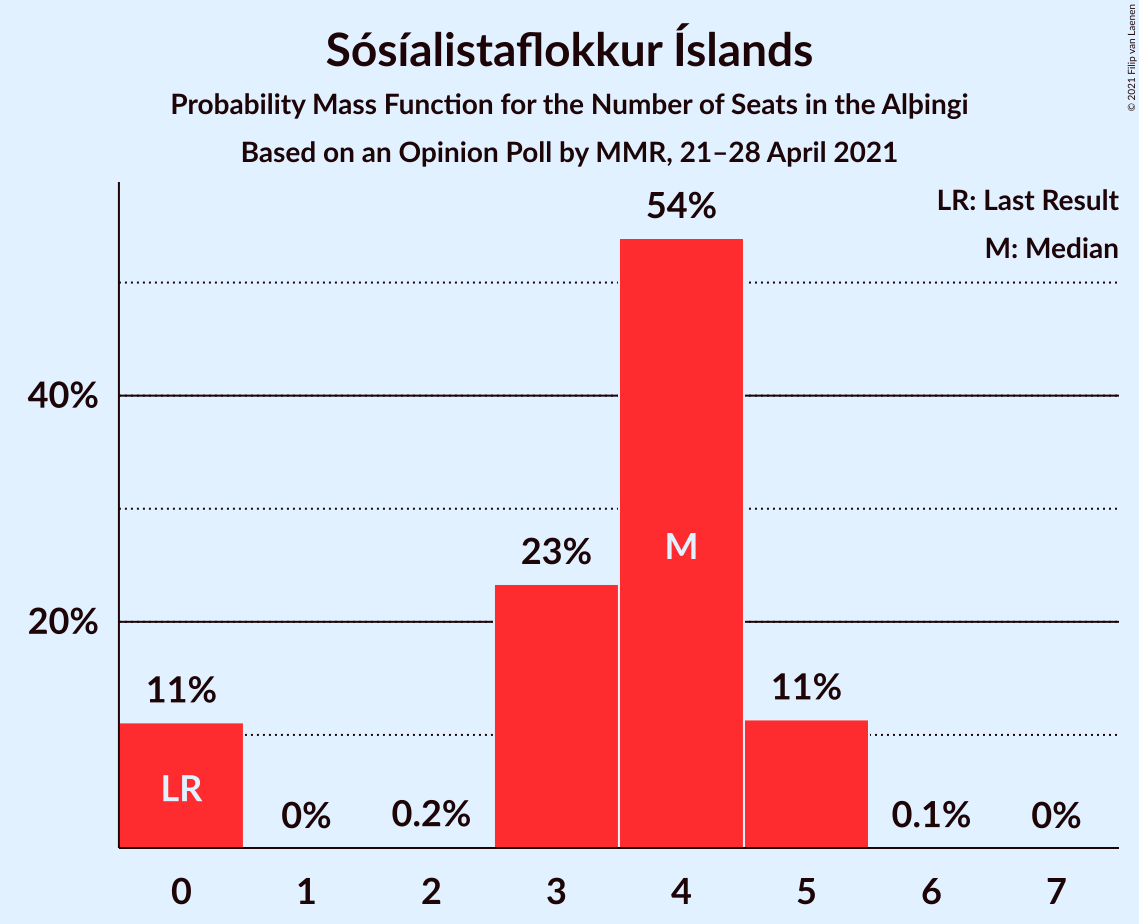 Sósíalistaflokkur Íslands
Probability Mass Function for the Number of Seats in the Alþingi
Based on an Opinion Poll by MMR, 21–28 April 2021
© 2021 Filip van Laenen
LR: Last Result
M: Median
54%
40%
23%
M
20%
11%
11%
LR
0%
0.2%
0.1%
0%
0 1 2 3 4 5 6 7